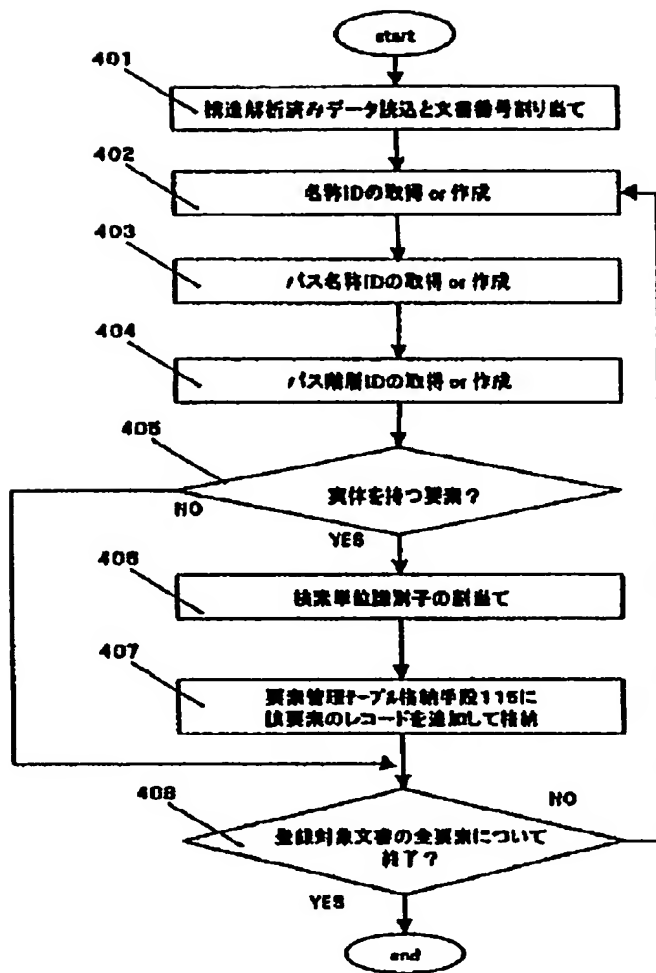 start
401
構造解析済みデータ読込と文書番号割り当て
402
名称IDの取得 or 作成
403
パス名称IDの取得 or 作成
404
パス階層IDの取得 or 作成
405
実体を持つ要素？
NO
YES
406
検索単位識別子の割当て
407
要素管理テーブル格納手段115に
該要素のレコードを追加して格納
408
NO
登録対象文書の全要素について
終了？
YES
end